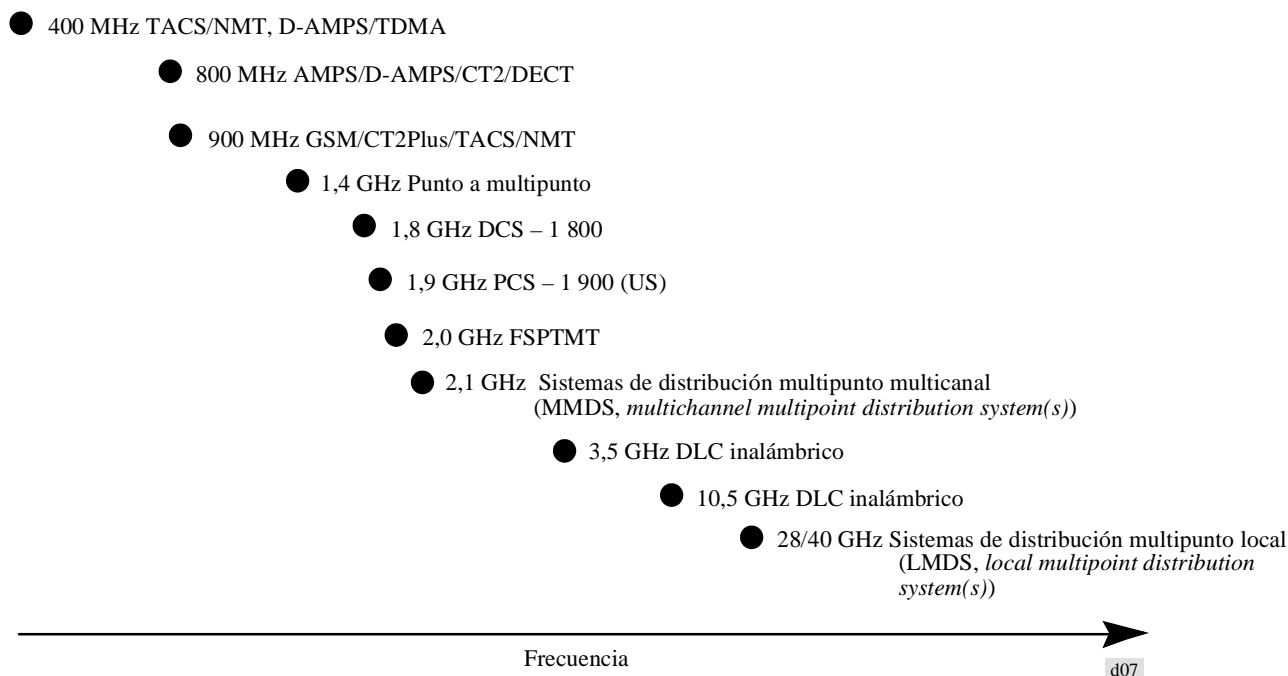 400 MHz TACS/NMT, D-AMPS/TDMA
800 MHz AMPS/D-AMPS/CT2/DECT
900 MHz GSM/CT2Plus/TACS/NMT
1,4 GHz Punto a multipunto
1,8 GHz DCS – 1 800
1,9 GHz PCS – 1 900 (US)
2,0 GHz FSPTMT
2,1 GHz Sistemas de distribución multipunto multicanal
(MMDS, multichannel multipoint distribution system(s))
3,5 GHz DLC inalámbrico
10,5 GHz DLC inalámbrico
28/40 GHz Sistemas de distribución multipunto local
(LMDS, local multipoint distribution
system(s))
Frecuencia
d07